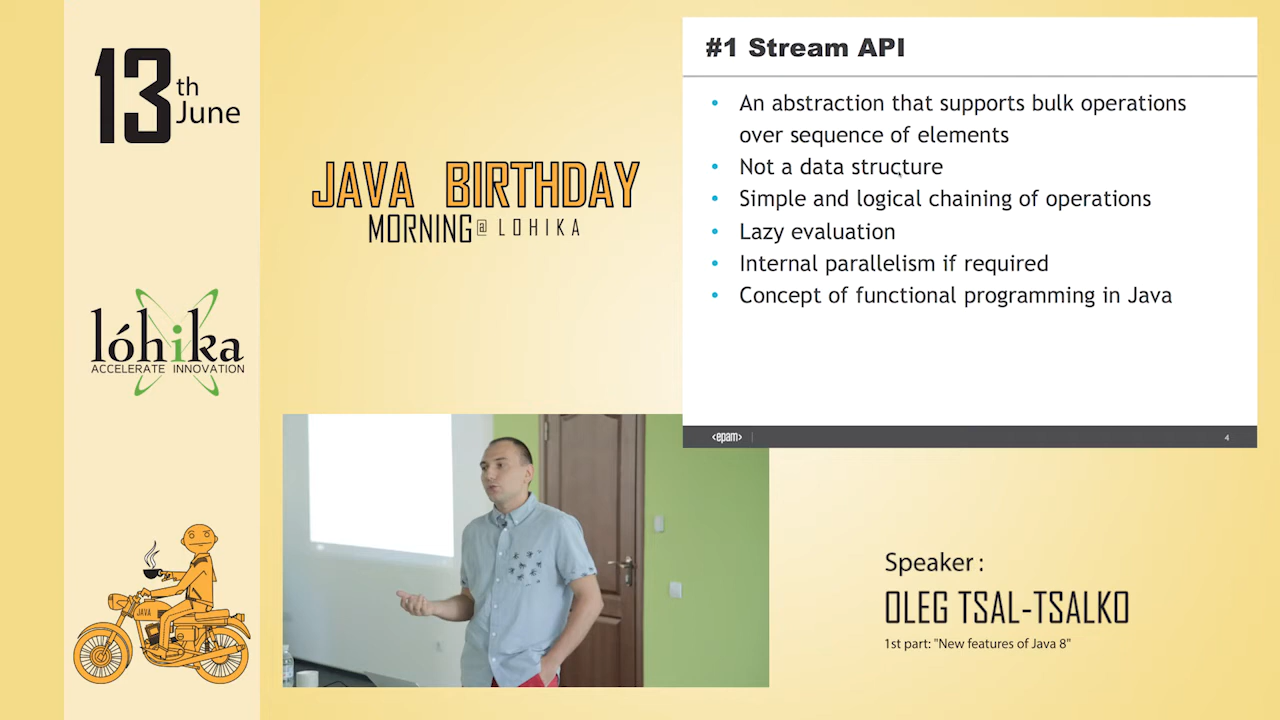 13th June
lóhika
ACCELERATE INNOVATION
JAVA
JAVA BIRTHDAY
MORNING@LOHIKA
#1 Stream API
• An abstraction that supports bulk operations
over sequence of elements
• Not a data structure
• Simple and logical chaining of operations
• Lazy evaluation
• Internal parallelism if required
• Concept of functional programming in Java
<epam>
4
Speaker :
OLEG TSAL-TSALKO
1st part: "New features of Java 8"